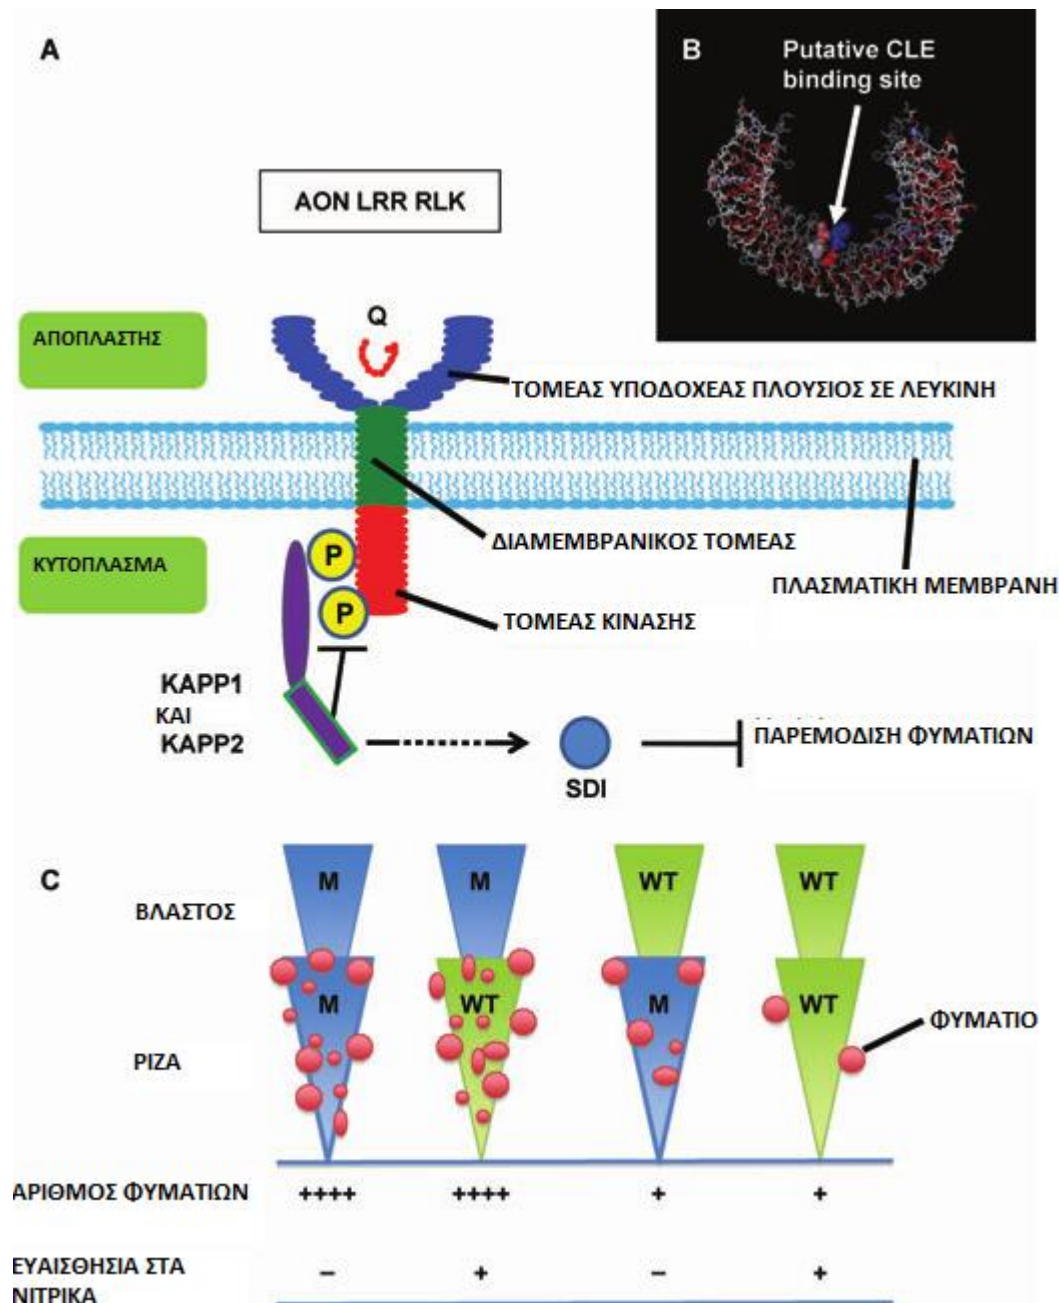 A
B
Putative CLE
binding site
AON LRR RLK
ΑΠΟΠΛΑΣΤΗΣ
Q
ΤΟΜΕΑΣ ΥΠΟΔΟΧΕΑΣ ΠΛΟΥΣΙΟΣ ΣΕ ΛΕΥΚΙΝΗ
ΚΥΤΟΠΛΑΣΜΑ
P
P
ΔΙΑΜΕΜΒΡΑΝΙΚΟΣ ΤΟΜΕΑΣ
ΠΛΑΣΜΑΤΙΚΗ ΜΕΜΒΡΑΝΗ
ΤΟΜΕΑΣ ΚΙΝΑΣΗΣ
KAPP1
ΚΑΙ
KAPP2
SDI
ΠΑΡΕΜΟΔΙΣΗ ΦΥΜΑΤΙΩΝ
C
ΒΛΑΣΤΟΣ
M M WT WT
ΡΙΖΑ
M WT M WT
ΦΥΜΑΤΙΟ
ΑΡΙΘΜΟΣ ΦΥΜΑΤΙΩΝ ++++ ++++ + +
ΕΥΑΙΣΘΗΣΙΑ ΣΤΑ
ΝΙΤΡΙΚΑ
– + – +